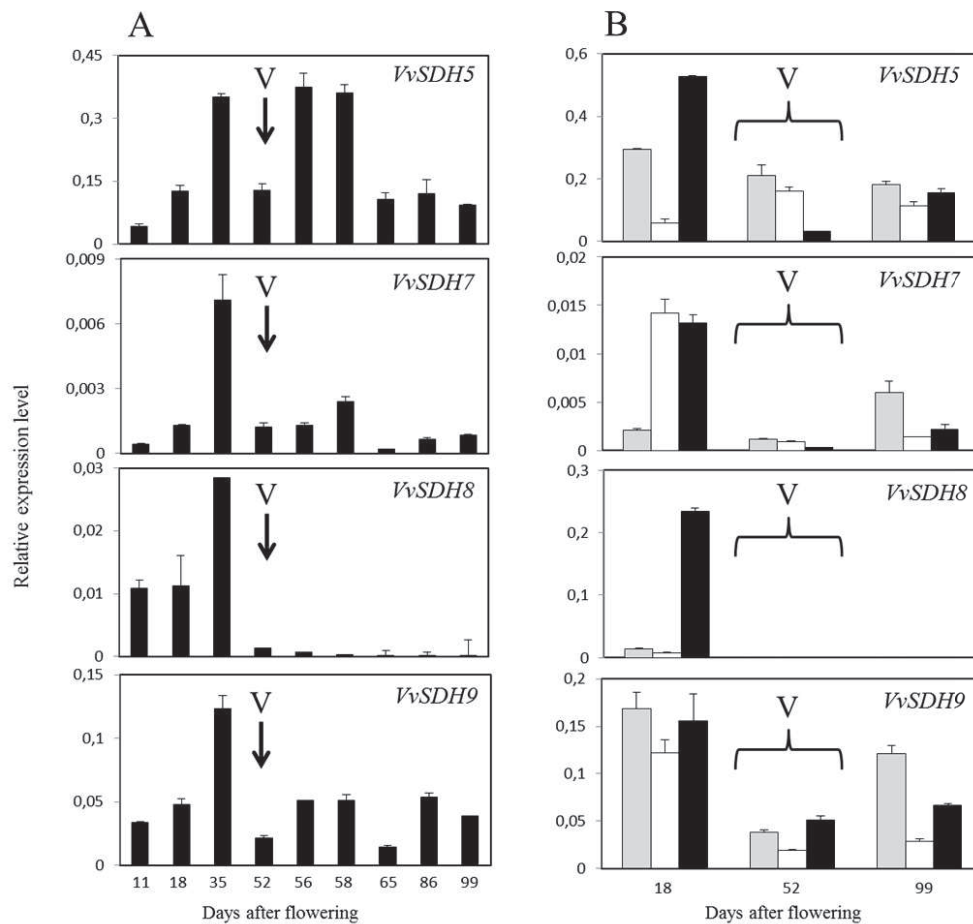 A
B
Relative expression level
0,45
0,3
0,15
0
V
VvSDH5
0,009
0,006
0,003
0
V
VvSDH7
0,03
0,02
0,01
0
V
VvSDH8
0,15
0,1
0,05
0
V
VvSDH9
11 18 35 52 56 58 65 86 99
Days after flowering
0,6
0,4
0,2
0
V
VvSDH5
0,02
0,015
0,01
0,005
0
V
VvSDH7
0,3
0,2
0,1
0
V
VvSDH8
0,2
0,15
0,1
0,05
0
V
VvSDH9
18 52 99
Days after flowering